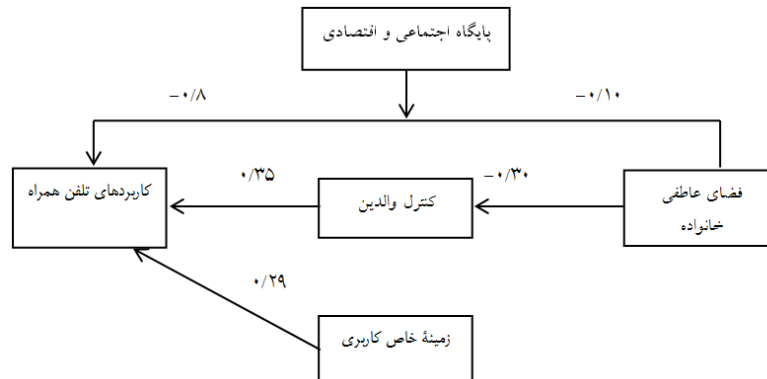 پایگاه اجتماعی و اقتصادی
-۰/۱۰
-۰/۸
فضای عاطفی
خانواده
-۰/۳۰
کنترل والدین
۰/۳۵
کاربردهای تلفن همراه
۰/۲۹
زمینهٔ خاص کاربری